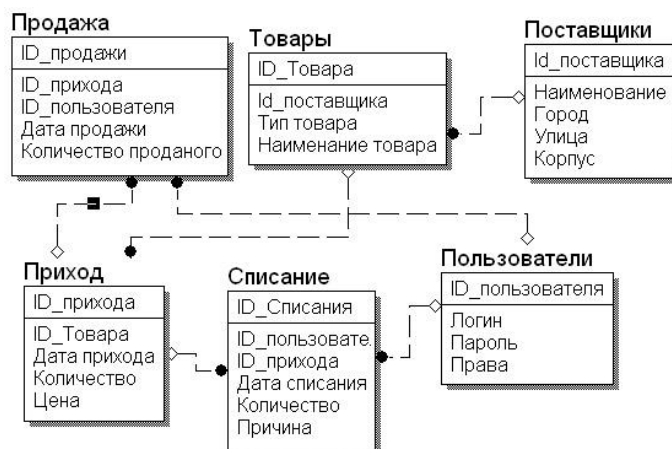 Продажа
ID_продажи
ID_прихода
ID_пользователя
Дата продажи
Количество проданого
Товары
ID_Товара
Id_поставщика
Тип товара
Наименание товара
Поставщики
Id_поставщика
Наименование
Город
Улица
Корпус
Приход
ID_прихода
ID_Товара
Дата прихода
Количество
Цена
Списание
ID_Списания
ID_пользовате.
ID_прихода
Дата списания
Количество
Причина
Пользователи
ID_пользователя
Логин
Пароль
Права